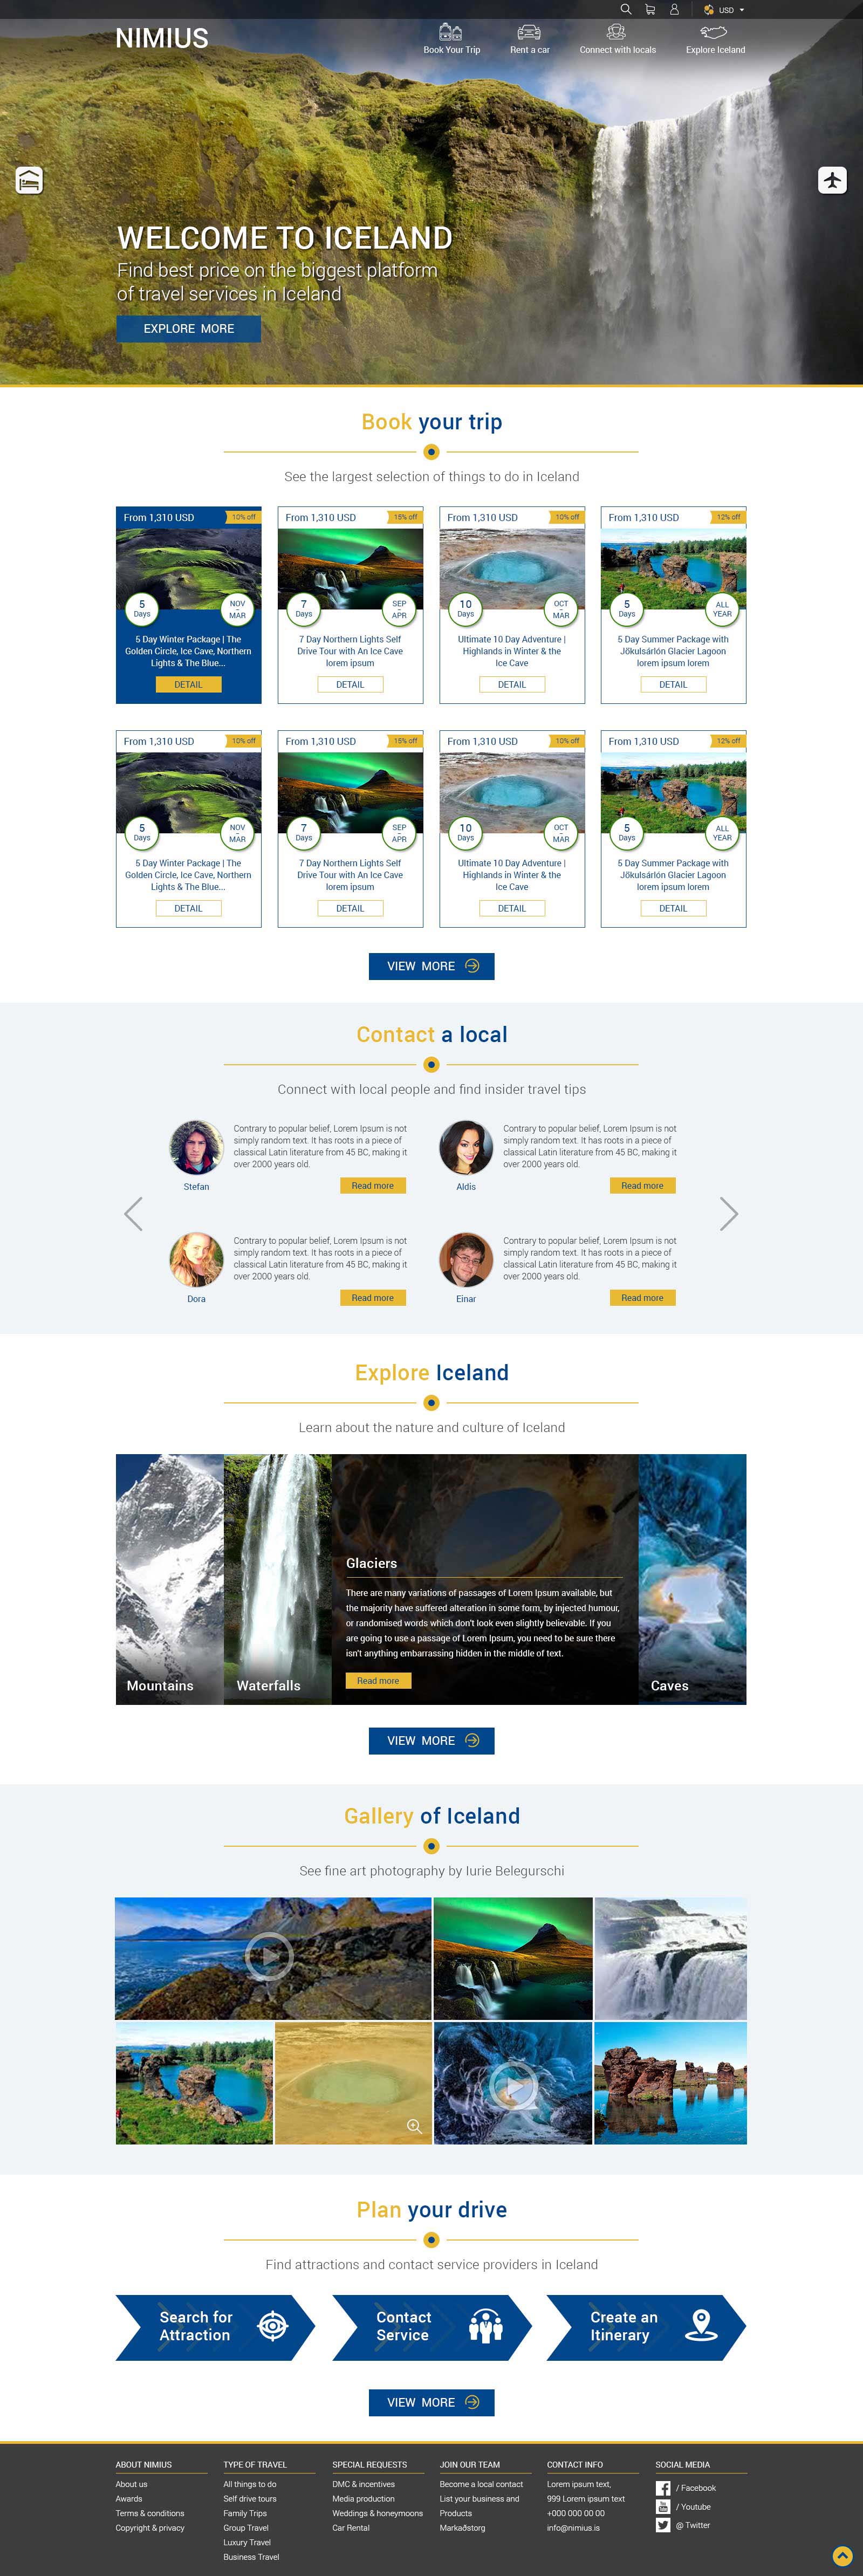 USD
NIMIUS
Book Your Trip
Rent a car
Connect with locals
Explore Iceland
WELCOME TO ICELAND
Find best price on the biggest platform
of travel services in Iceland
EXPLORE MORE
Book your trip
See the largest selection of things to do in Iceland
From 1,310 USD
10% off
5
Days
NOV
-
MAR
5 Day Winter Package | The
Golden Circle, Ice Cave, Northern
Lights & The Blue...
DETAIL
From 1,310 USD
15% off
7
Days
SEP
-
APR
7 Day Northern Lights Self
Drive Tour with An Ice Cave
lorem ipsum
DETAIL
From 1,310 USD
10% off
10
Days
OCT
-
MAR
Ultimate 10 Day Adventure |
Highlands in Winter & the
Ice Cave
DETAIL
From 1,310 USD
12% off
5
Days
ALL
YEAR
5 Day Summer Package with
Jökulsárlón Glacier Lagoon
lorem ipsum lorem
DETAIL
From 1,310 USD
10% off
5
Days
NOV
-
MAR
5 Day Winter Package | The
Golden Circle, Ice Cave, Northern
Lights & The Blue...
DETAIL
From 1,310 USD
15% off
7
Days
SEP
-
APR
7 Day Northern Lights Self
Drive Tour with An Ice Cave
lorem ipsum
DETAIL
From 1,310 USD
10% off
10
Days
OCT
-
MAR
Ultimate 10 Day Adventure |
Highlands in Winter & the
Ice Cave
DETAIL
From 1,310 USD
12% off
5
Days
ALL
YEAR
5 Day Summer Package with
Jökulsárlón Glacier Lagoon
lorem ipsum lorem
DETAIL
VIEW MORE
Contact a local
Connect with local people and find insider travel tips
Contrary to popular belief, Lorem Ipsum is not
simply random text. It has roots in a piece of
classical Latin literature from 45 BC, making it
over 2000 years old.
Stefan
Read more
Contrary to popular belief, Lorem Ipsum is not
simply random text. It has roots in a piece of
classical Latin literature from 45 BC, making it
over 2000 years old.
Aldis
Read more
Contrary to popular belief, Lorem Ipsum is not
simply random text. It has roots in a piece of
classical Latin literature from 45 BC, making it
over 2000 years old.
Dora
Read more
Contrary to popular belief, Lorem Ipsum is not
simply random text. It has roots in a piece of
classical Latin literature from 45 BC, making it
over 2000 years old.
Einar
Read more
Explore Iceland
Learn about the nature and culture of Iceland
Mountains
Waterfalls
Glaciers
There are many variations of passages of Lorem Ipsum available, but
the majority have suffered alteration in some form, by injected humour,
or randomised words which don't look even slightly believable. If you
are going to use a passage of Lorem Ipsum, you need to be sure there
isn't anything embarrassing hidden in the middle of text.
Read more
Caves
VIEW MORE
Gallery of Iceland
See fine art photography by Iurie Belegurschi
Plan your drive
Find attractions and contact service providers in Iceland
Search for
Attraction
Contact
Service
Create an
Itinerary
VIEW MORE
ABOUT NIMIUS
About us
Awards
Terms & conditions
Copyright & privacy
TYPE OF TRAVEL
All things to do
Self drive tours
Family Trips
Group Travel
Luxury Travel
Business Travel
SPECIAL REQUESTS
DMC & incentives
Media production
Weddings & honeymoons
Car Rental
JOIN OUR TEAM
Become a local contact
List your business and
Products
Markaðstorg
CONTACT INFO
Lorem ipsum text,
999 Lorem ipsum text
+000 000 00 00
info@nimius.is
SOCIAL MEDIA
/ Facebook
You Tube
/ Youtube
@ Twitter